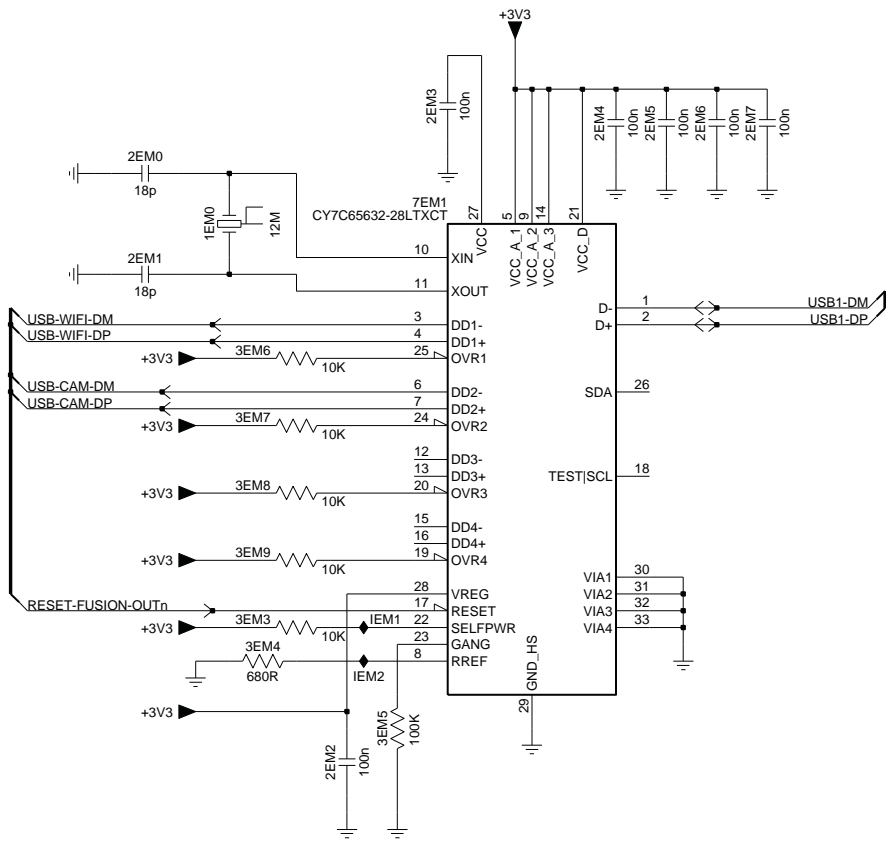 +3V3
2EM3
100n
2EM4
100n
2EM5
100n
2EM6
100n
2EM7
100n
2EM0
18p
1EM0
12M
2EM1
18p
7EM1
CY7C65632-28LTXCT
27
VCC
5
VCC_A_1
9
VCC_A_2
14
VCC_A_3
21
VCC_D
10
XIN
11
XOUT
USB-WIFI-DM
3
DD1-
USB-WIFI-DP
4
DD1+
+3V3
3EM6
10K
25
OVR1
USB-CAM-DM
6
DD2-
USB-CAM-DP
7
DD2+
+3V3
3EM7
10K
24
OVR2
12
DD3-
13
DD3+
+3V3
3EM8
10K
20
OVR3
15
DD4-
16
DD4+
+3V3
3EM9
10K
19
OVR4
28
VREG
RESET-FUSION-OUTn
17
RESET
+3V3
3EM3
10K
IEM1
22
SELFPWR
23
GANG
3EM4
680R
IEM2
8
RREF
+3V3
2EM2
100n
3EM5
100K
GND_HS
29
D-
1
USB1-DM
D+
2
USB1-DP
SDA
26
TEST|SCL
18
VIA1
30
VIA2
31
VIA3
32
VIA4
33